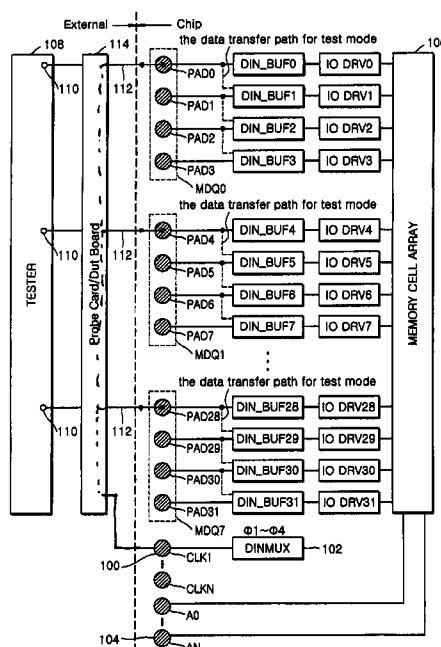 External Chip
108 114 106
the data transfer path for test mode
DIN_BUF0 IO DRV0
110 112 PAD0
DIN_BUF1 IO DRV1
PAD1
DIN_BUF2 IO DRV2
PAD2
DIN_BUF3 IO DRV3
PAD3
MDQ0
the data transfer path for test mode
DIN_BUF4 IO DRV4
110 112 PAD4
DIN_BUF5 IO DRV5
PAD5
DIN_BUF6 IO DRV6
PAD6
DIN_BUF7 IO DRV7
PAD7
MDQ1
TESTER
Probe Card/Dut Board
MEMORY CELL ARRAY
the data transfer path for test mode
DIN_BUF28 IO DRV28
110 112 PAD28
DIN_BUF29 IO DRV29
PAD29
DIN_BUF30 IO DRV30
PAD30
DIN_BUF31 IO DRV31
PAD31
MDQ7
Φ1~Φ4
DINMUX 102
100 CLK1
CLKN
A0
104 AN